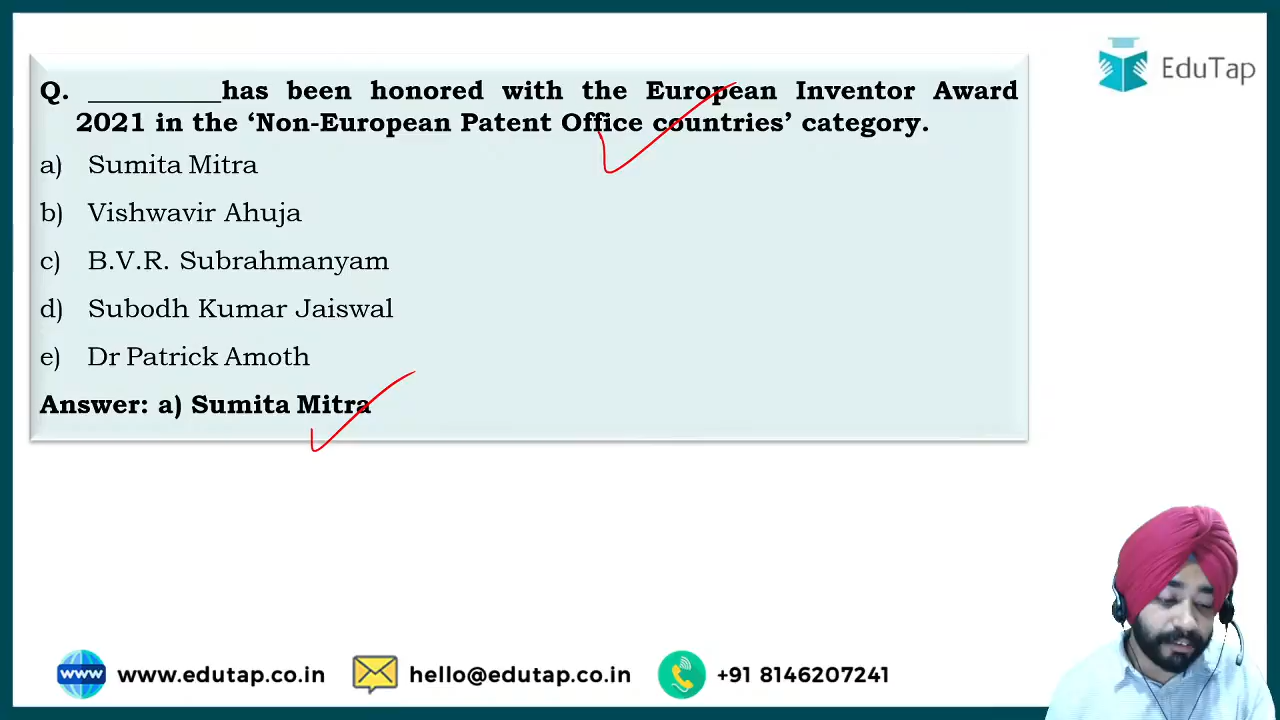 EduTap
Q. __________has been honored with the European Inventor Award
2021 in the ‘Non-European Patent Office countries’ category.
a) Sumita Mitra
b) Vishwavir Ahuja
c) B.V.R. Subrahmanyam
d) Subodh Kumar Jaiswal
e) Dr Patrick Amoth
Answer: a) Sumita Mitra
www www.edutap.co.in hello@edutap.co.in +91 8146207241